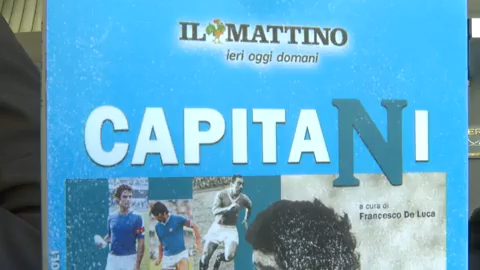 IL MATTINO
ieri oggi domani
CAPITANI
a cura di
Francesco De Luca